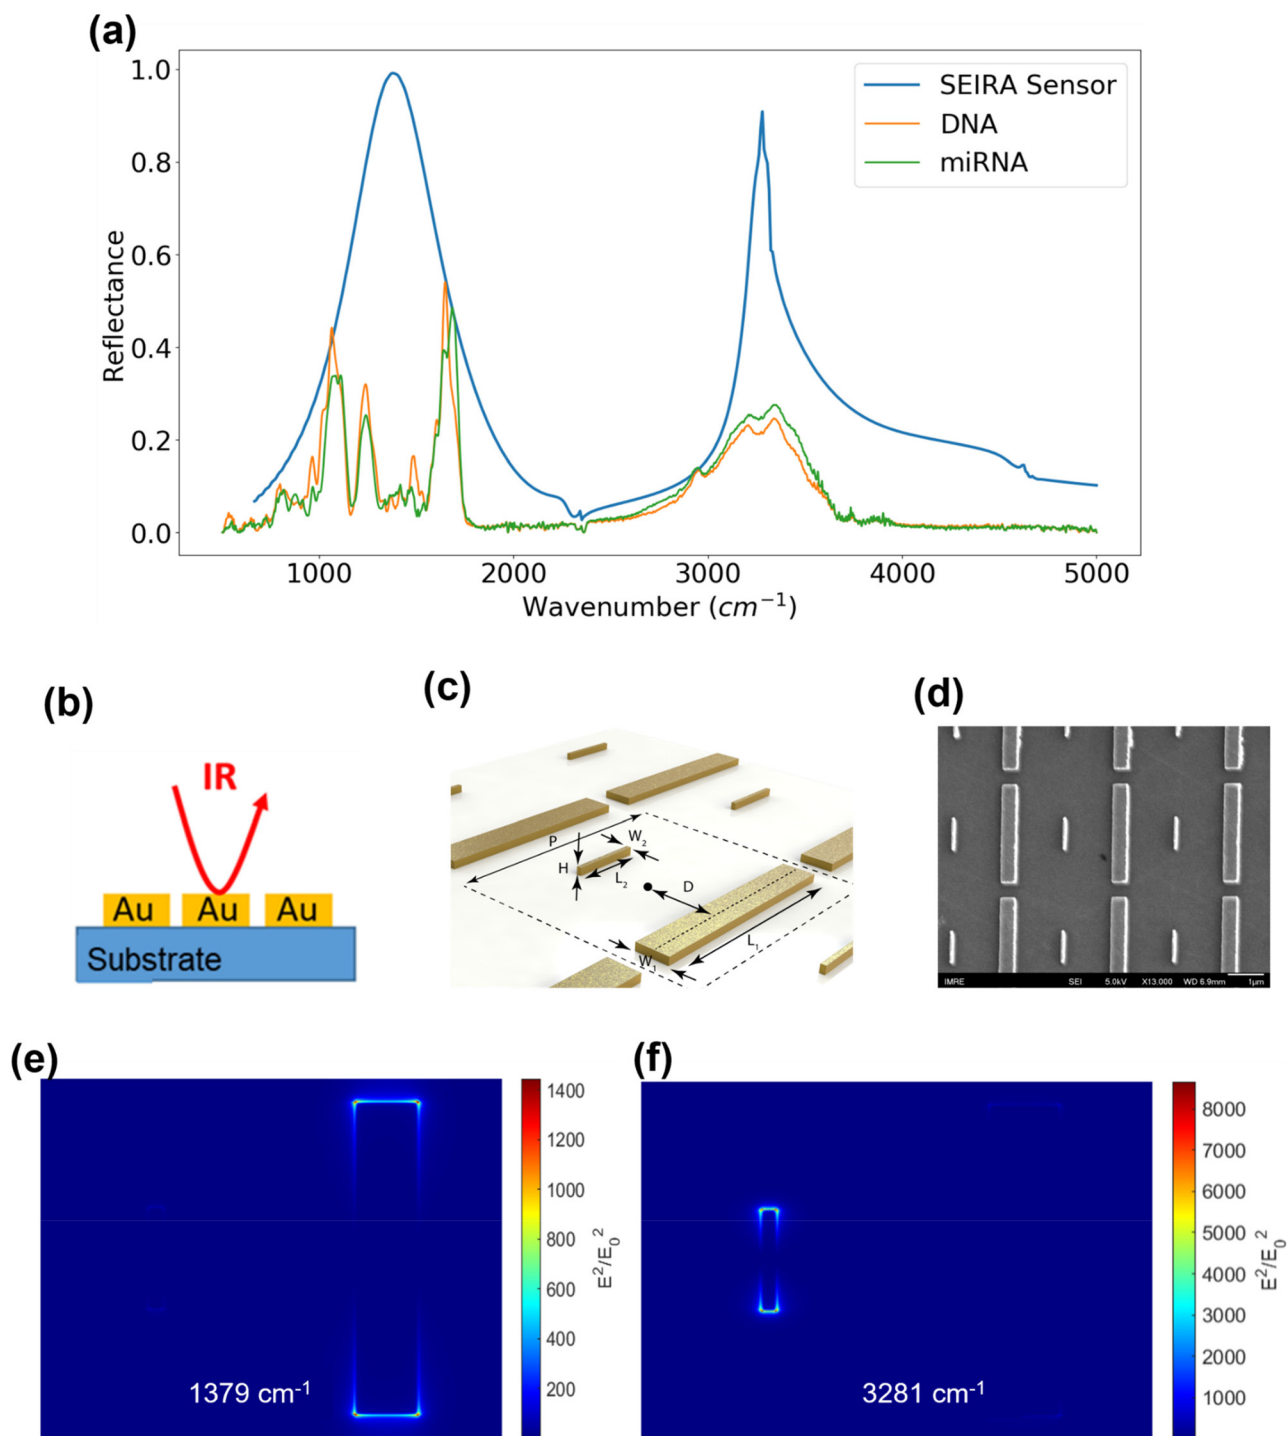 (a)
1.0
0.8
0.6
0.4
0.2
0.0
Reflectance
SEIRA Sensor
DNA
miRNA
1000 2000 3000 4000 5000
Wavenumber (cm⁻¹)
(b)
IR
Au Au Au
Substrate
(c)
P
W₂
H
L₂
D
L₁
W₁
(d)
IMRE SEI 5.0kV X13,000 WD 6.9mm 1μm
(e)
1379 cm⁻¹
1400
1200
1000
800
600
400
200
E²/E₀²
(f)
3281 cm⁻¹
8000
7000
6000
5000
4000
3000
2000
1000
E²/E₀²